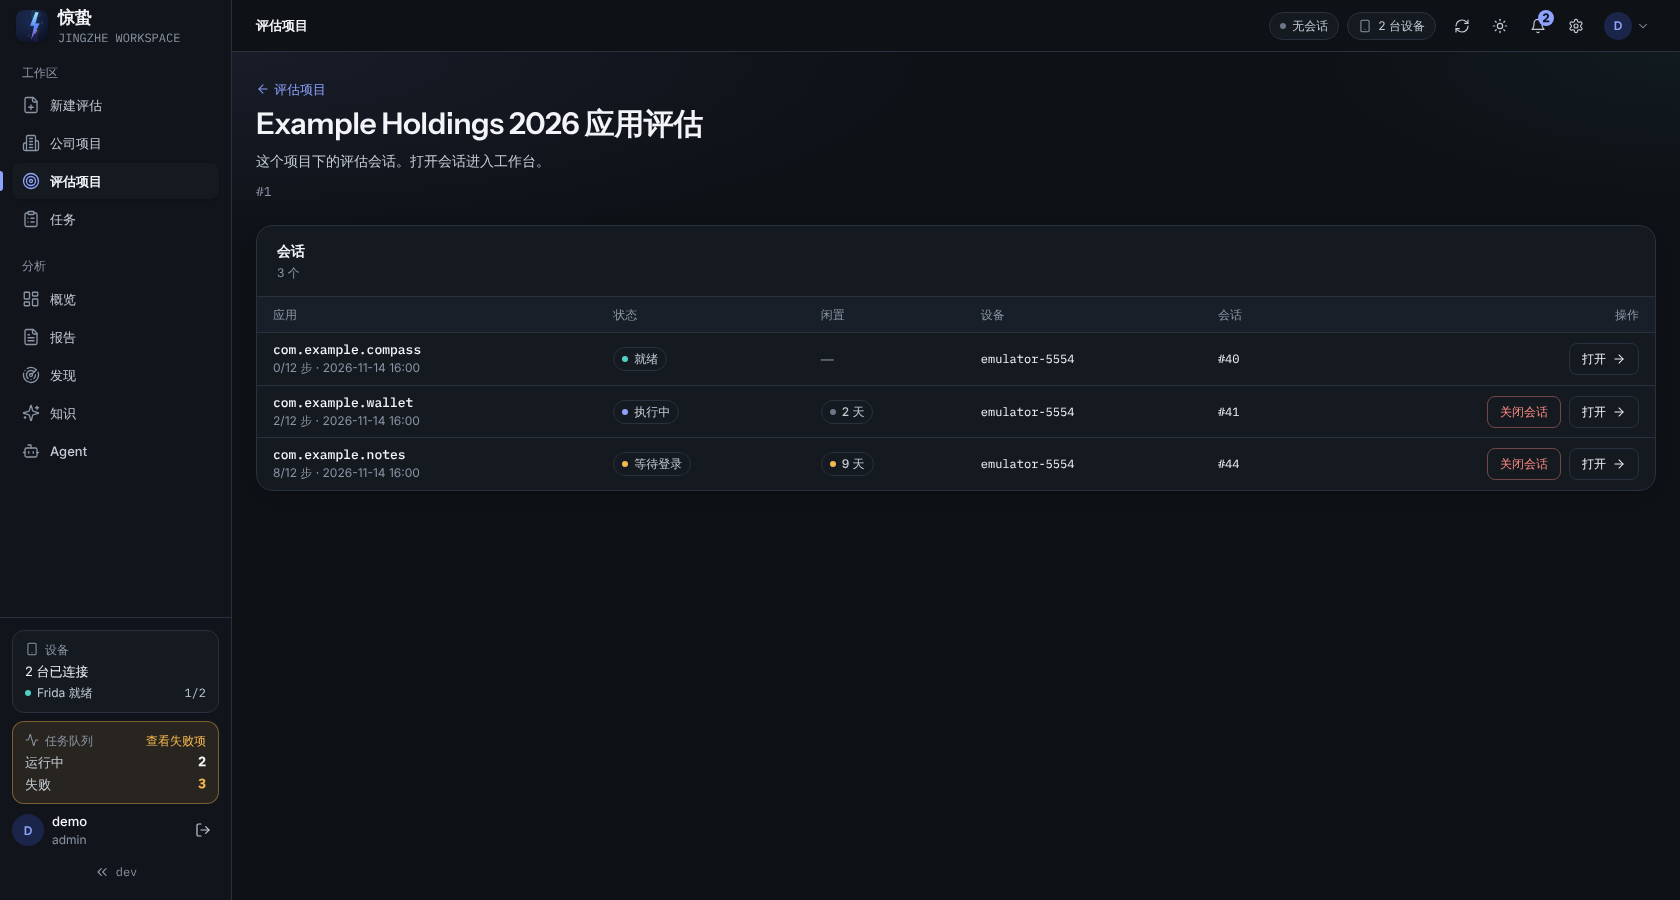 惊蛰
JINGZHE WORKSPACE
工作区
新建评估
公司项目
评估项目
任务
分析
概览
报告
发现
知识
Agent
设备
2 台已连接
Frida 就绪 1/2
任务队列 查看失败项
运行中 2
失败 3
D
demo
admin
dev
评估项目
无会话
2 台设备
2
D
评估项目
Example Holdings 2026 应用评估
这个项目下的评估会话。打开会话进入工作台。
#1
会话
3 个
应用 状态 闲置 设备 会话 操作
com.example.compass
0/12 步 · 2026-11-14 16:00
就绪 — emulator-5554 #40 打开
com.example.wallet
2/12 步 · 2026-11-14 16:00
执行中 2 天 emulator-5554 #41 关闭会话 打开
com.example.notes
8/12 步 · 2026-11-14 16:00
等待登录 9 天 emulator-5554 #44 关闭会话 打开